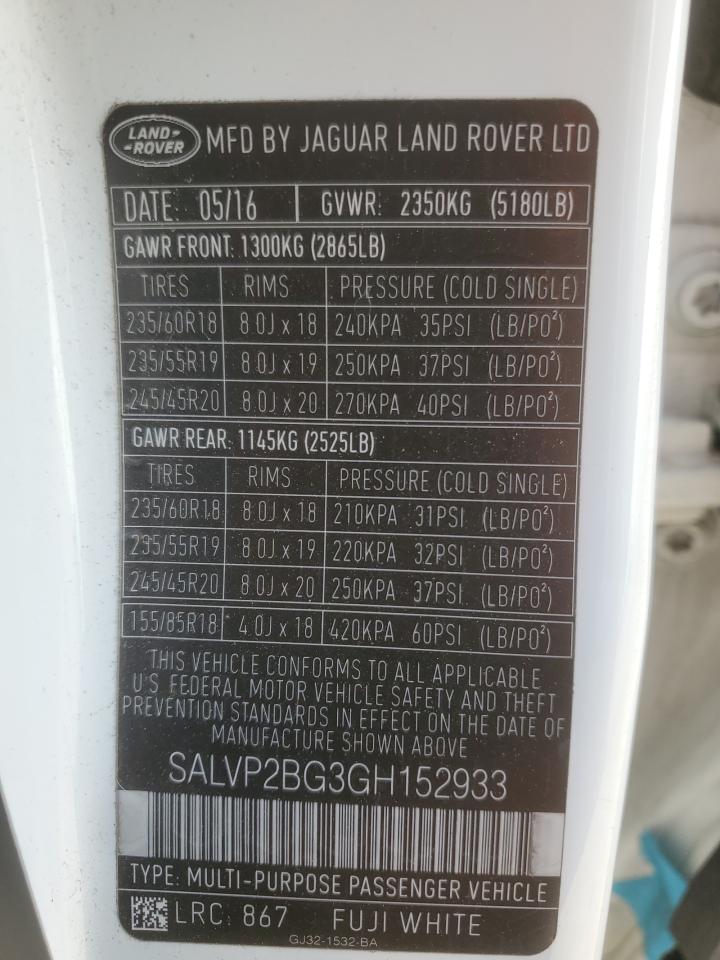 LAND-
-ROVER
MFD BY JAGUAR LAND ROVER LTD
DATE: 05/16 GVWR: 2350KG (5180LB)
GAWR FRONT: 1300KG (2865LB)
TIRES RIMS PRESSURE (COLD SINGLE)
235/60R18 8.0J x 18 240KPA 35PSI (LB/PO²)
235/55R19 8.0J x 19 250KPA 37PSI (LB/PO²)
245/45R20 8.0J x 20 270KPA 40PSI (LB/PO²)
GAWR REAR: 1145KG (2525LB)
TIRES RIMS PRESSURE (COLD SINGLE)
235/60R18 8.0J x 18 210KPA 31PSI (LB/PO²)
235/55R19 8.0J x 19 220KPA 32PSI (LB/PO²)
245/45R20 8.0J x 20 250KPA 37PSI (LB/PO²)
155/85R18 4.0J x 18 420KPA 60PSI (LB/PO²)
THIS VEHICLE CONFORMS TO ALL APPLICABLE
U.S FEDERAL MOTOR VEHICLE SAFETY AND THEFT
PREVENTION STANDARDS IN EFFECT ON THE DATE OF
MANUFACTURE SHOWN ABOVE
SALVP2BG3GH152933
TYPE: MULTI-PURPOSE PASSENGER VEHICLE
LRC: 867 FUJI WHITE
GJ32-1532-BA